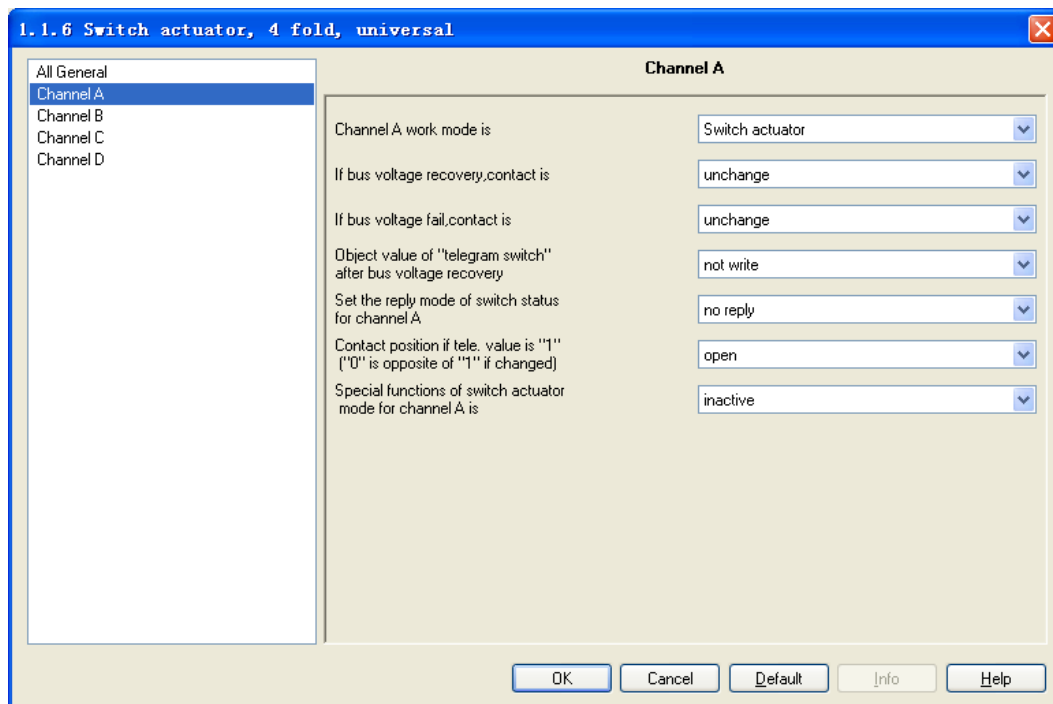 1.1.6 Switch actuator, 4 fold, universal
All General
Channel A
Channel B
Channel C
Channel D
Channel A
Channel A work mode is
Switch actuator
If bus voltage recovery,contact is
unchange
If bus voltage fail,contact is
unchange
Object value of "telegram switch"
after bus voltage recovery
not write
Set the reply mode of switch status
for channel A
no reply
Contact position if tele. value is "1"
("0" is opposite of "1" if changed)
open
Special functions of switch actuator
mode for channel A is
inactive
OK
Cancel
Default
Info
Help